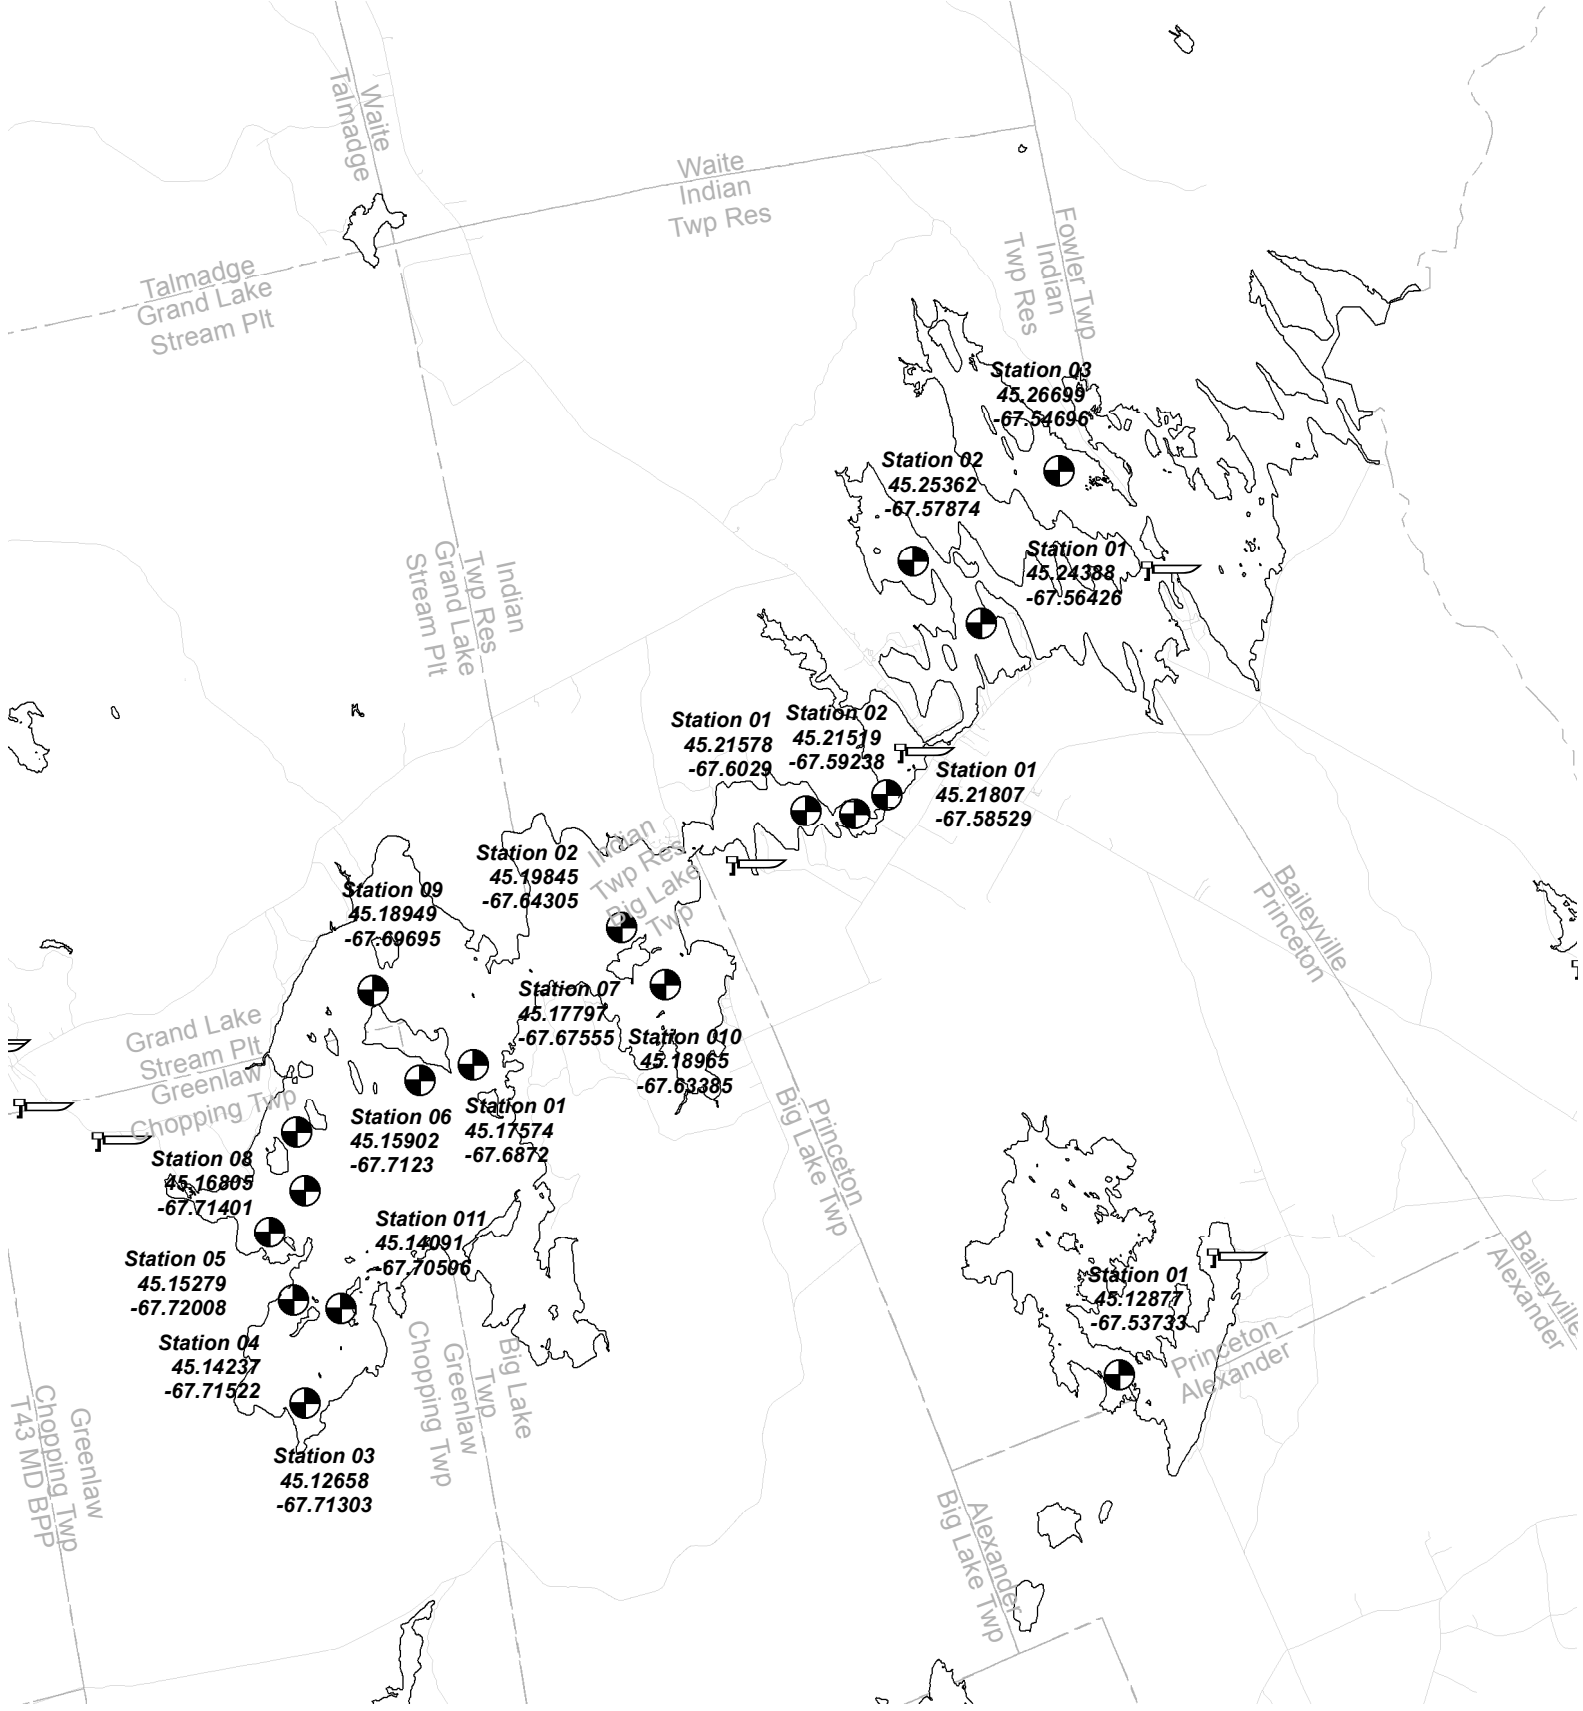 Waite
Talmadge
Waite
Indian
Twp Res
Talmadge
Grand Lake
Stream Plt
Fowler Twp
Indian
Twp Res
Station 03
45.26699
-67.54696
Station 02
45.25362
-67.57874
Station 01
45.24388
-67.56426
Indian
Twp Res
Grand Lake
Stream Plt
Station 01
45.21578
-67.6029
Station 02
45.21519
-67.59238
Station 01
45.21807
-67.58529
Indian
Twp Res
Big Lake
Twp
Station 02
45.19845
-67.64305
Station 09
45.18949
-67.69695
Baileyville
Princeton
Station 07
45.17797
-67.67555
Station 010
45.18965
-67.63385
Grand Lake
Stream Plt
Greenlaw
Chopping Twp
Station 06
45.15902
-67.7123
Station 01
45.17574
-67.6872
Princeton
Big Lake Twp
Station 08
45.16805
-67.71401
Station 011
45.14091
-67.70506
Station 05
45.15279
-67.72008
Station 01
45.12877
-67.53733
Baileyville
Alexander
Princeton
Alexander
Station 04
45.14237
-67.71522
Big Lake
Twp
Greenlaw
Chopping Twp
Greenlaw
Chopping Twp
T43 MD BPP
Station 03
45.12658
-67.71303
Alexander
Big Lake Twp